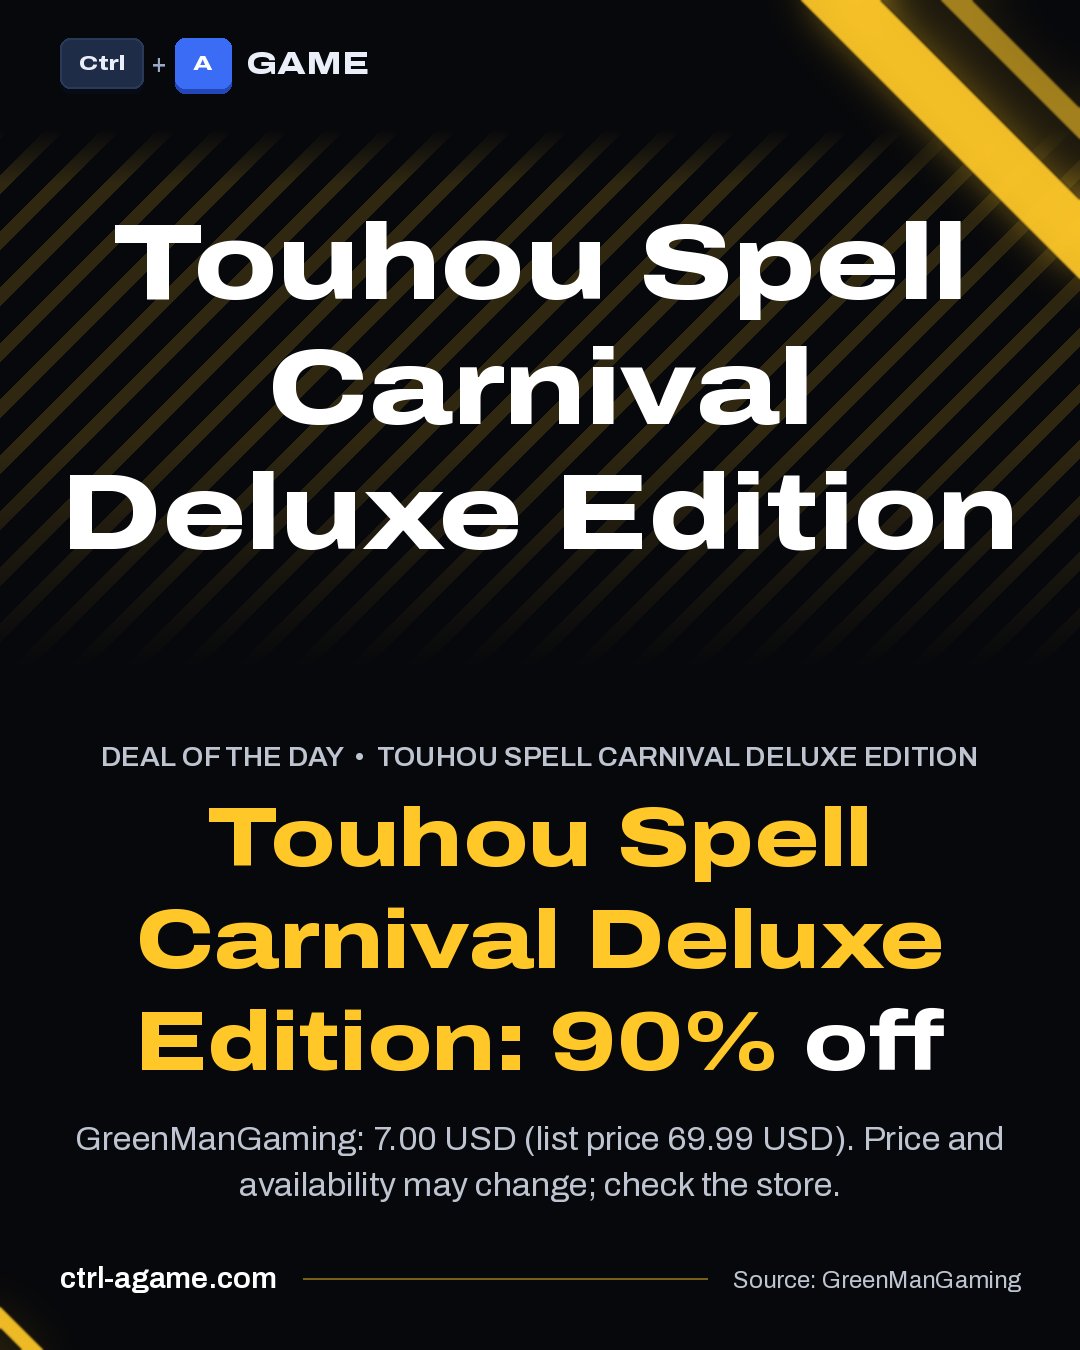 Ctrl + A GAME
Touhou Spell
Carnival
Deluxe Edition
DEAL OF THE DAY • TOUHOU SPELL CARNIVAL DELUXE EDITION
Touhou Spell
Carnival Deluxe
Edition: 90% off
GreenManGaming: 7.00 USD (list price 69.99 USD). Price and
availability may change; check the store.
ctrl-agame.com
Source: GreenManGaming